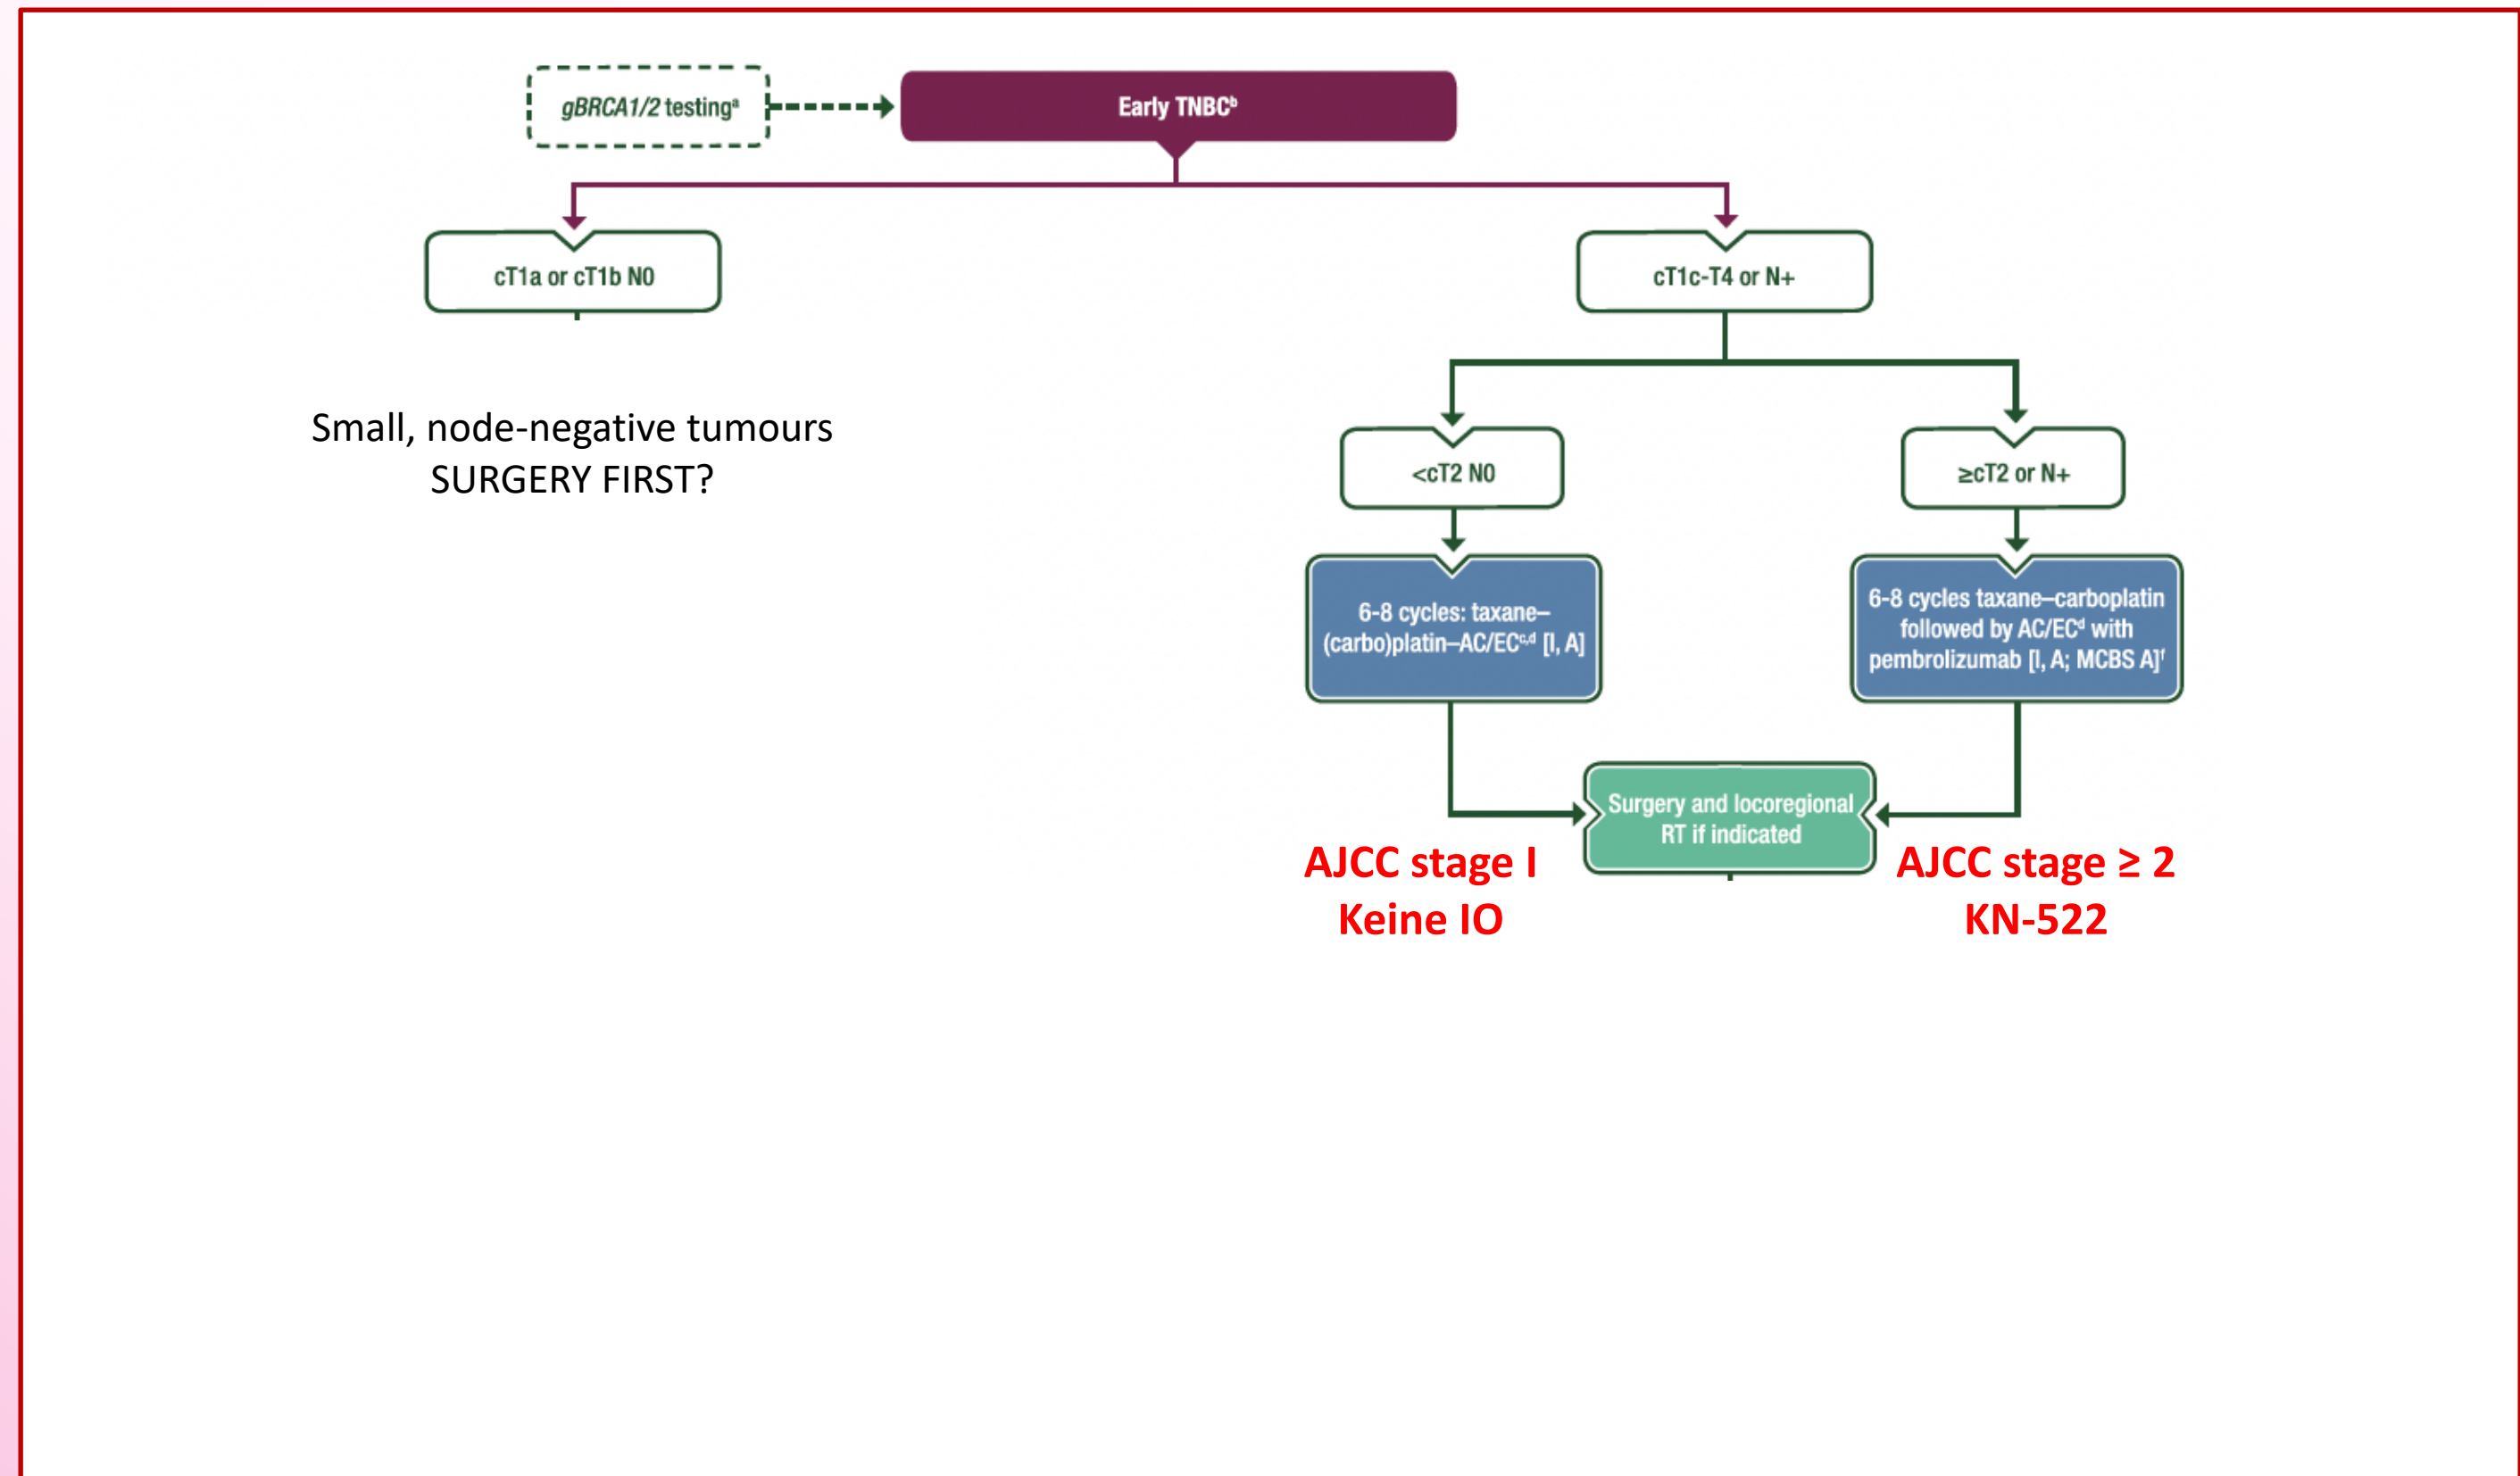 gBRCA1/2 testingᵃ
Early TNBCᵇ
cT1a or cT1b N0
cT1c-T4 or N+
Small, node-negative tumours
SURGERY FIRST?
<cT2 N0
≥cT2 or N+
6-8 cycles: taxane–
(carbo)platin–AC/ECᶜ,ᵈ [I, A]
6-8 cycles taxane–carboplatin
followed by AC/ECᵈ with
pembrolizumab [I, A; MCBS A]ᶠ
Surgery and locoregional
RT if indicated
AJCC stage I
Keine IO
AJCC stage ≥ 2
KN-522